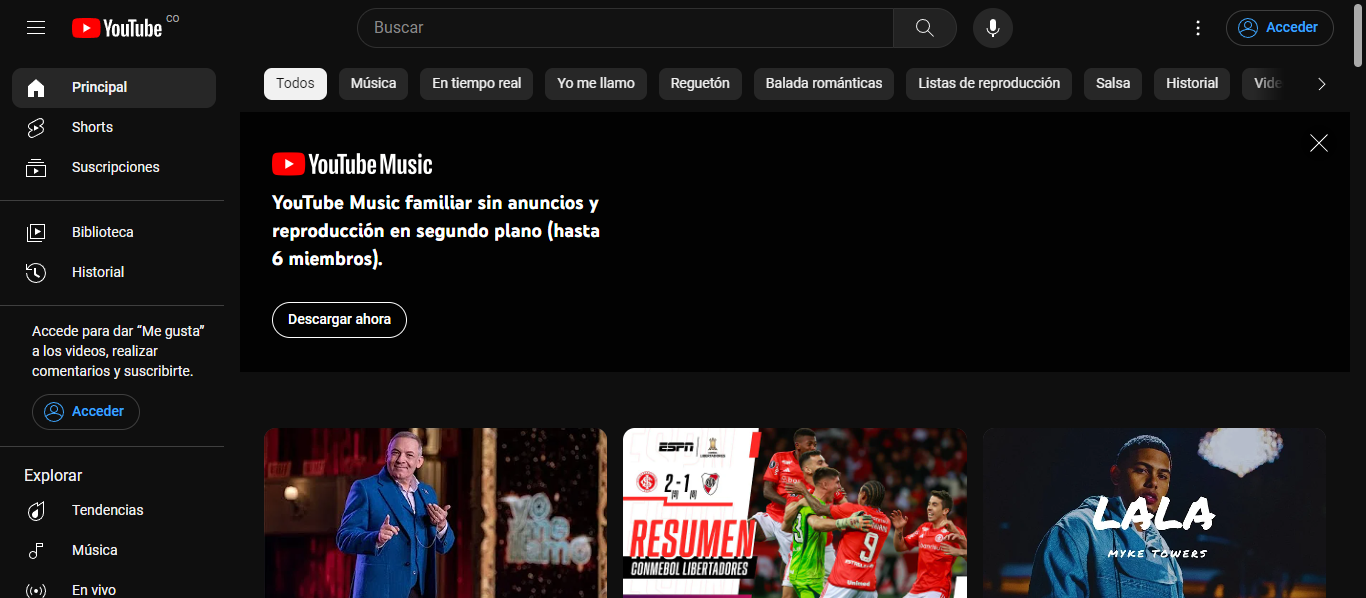 YouTube CO
Buscar
Acceder
Principal
Shorts
Suscripciones
Biblioteca
Historial
Accede para dar “Me gusta”
a los videos, realizar
comentarios y suscribirte.
Acceder
Explorar
Tendencias
Música
En vivo
Todos Música En tiempo real Yo me llamo Reguetón Balada románticas Listas de reproducción Salsa Historial
YouTube Music
YouTube Music familiar sin anuncios y
reproducción en segundo plano (hasta
6 miembros).
Descargar ahora
yo
me
llamo
ESPN
LIBERTADORES
2-1
RESUMEN
CONMEBOL LIBERTADORES
9
LALA
MYKE TOWERS